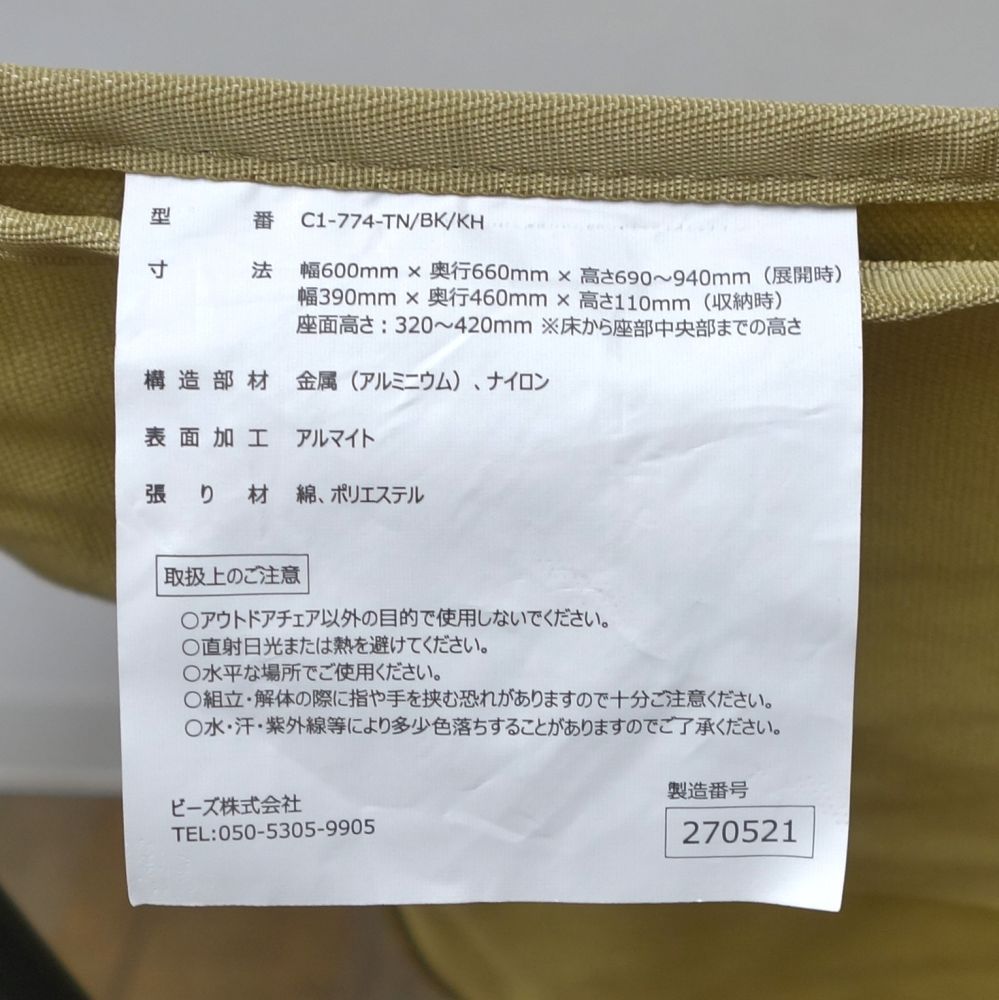 型番 C1-774-TN/BK/KH
寸法 幅600mm × 奥行660mm × 高さ690～940mm（展開時）
幅390mm × 奥行460mm × 高さ110mm（収納時）
座面高さ：320～420mm ※床から座部中央部までの高さ
構造部材 金属（アルミニウム）、ナイロン
表面加工 アルマイト
張り材 綿、ポリエステル
取扱上のご注意
○アウトドアチェア以外の目的で使用しないでください。
○直射日光または熱を避けてください。
○水平な場所でご使用ください。
○組立・解体の際に指や手を挟む恐れがありますので十分ご注意ください。
○水・汗・紫外線等により多少色落ちすることがありますのでご了承ください。
ビーズ株式会社
TEL:050-5305-9905
製造番号
270521